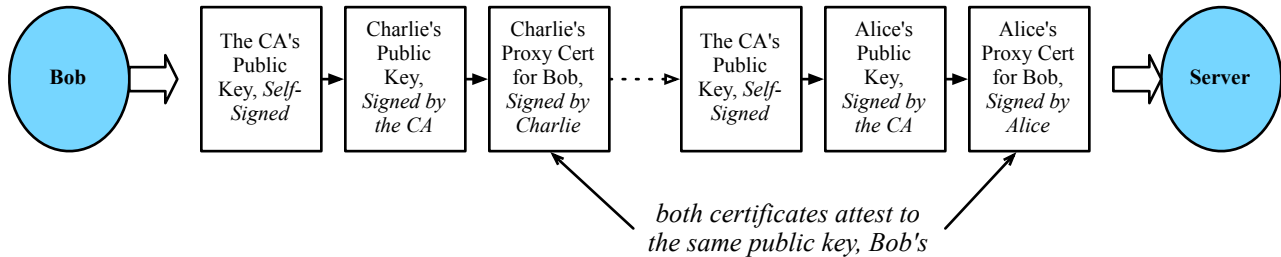 Bob
The CA's
Public
Key, Self-
Signed
Charlie's
Public
Key,
Signed by
the CA
Charlie's
Proxy Cert
for Bob,
Signed by
Charlie
The CA's
Public
Key, Self-
Signed
Alice's
Public
Key,
Signed by
the CA
Alice's
Proxy Cert
for Bob,
Signed by
Alice
Server
both certificates attest to
the same public key, Bob's